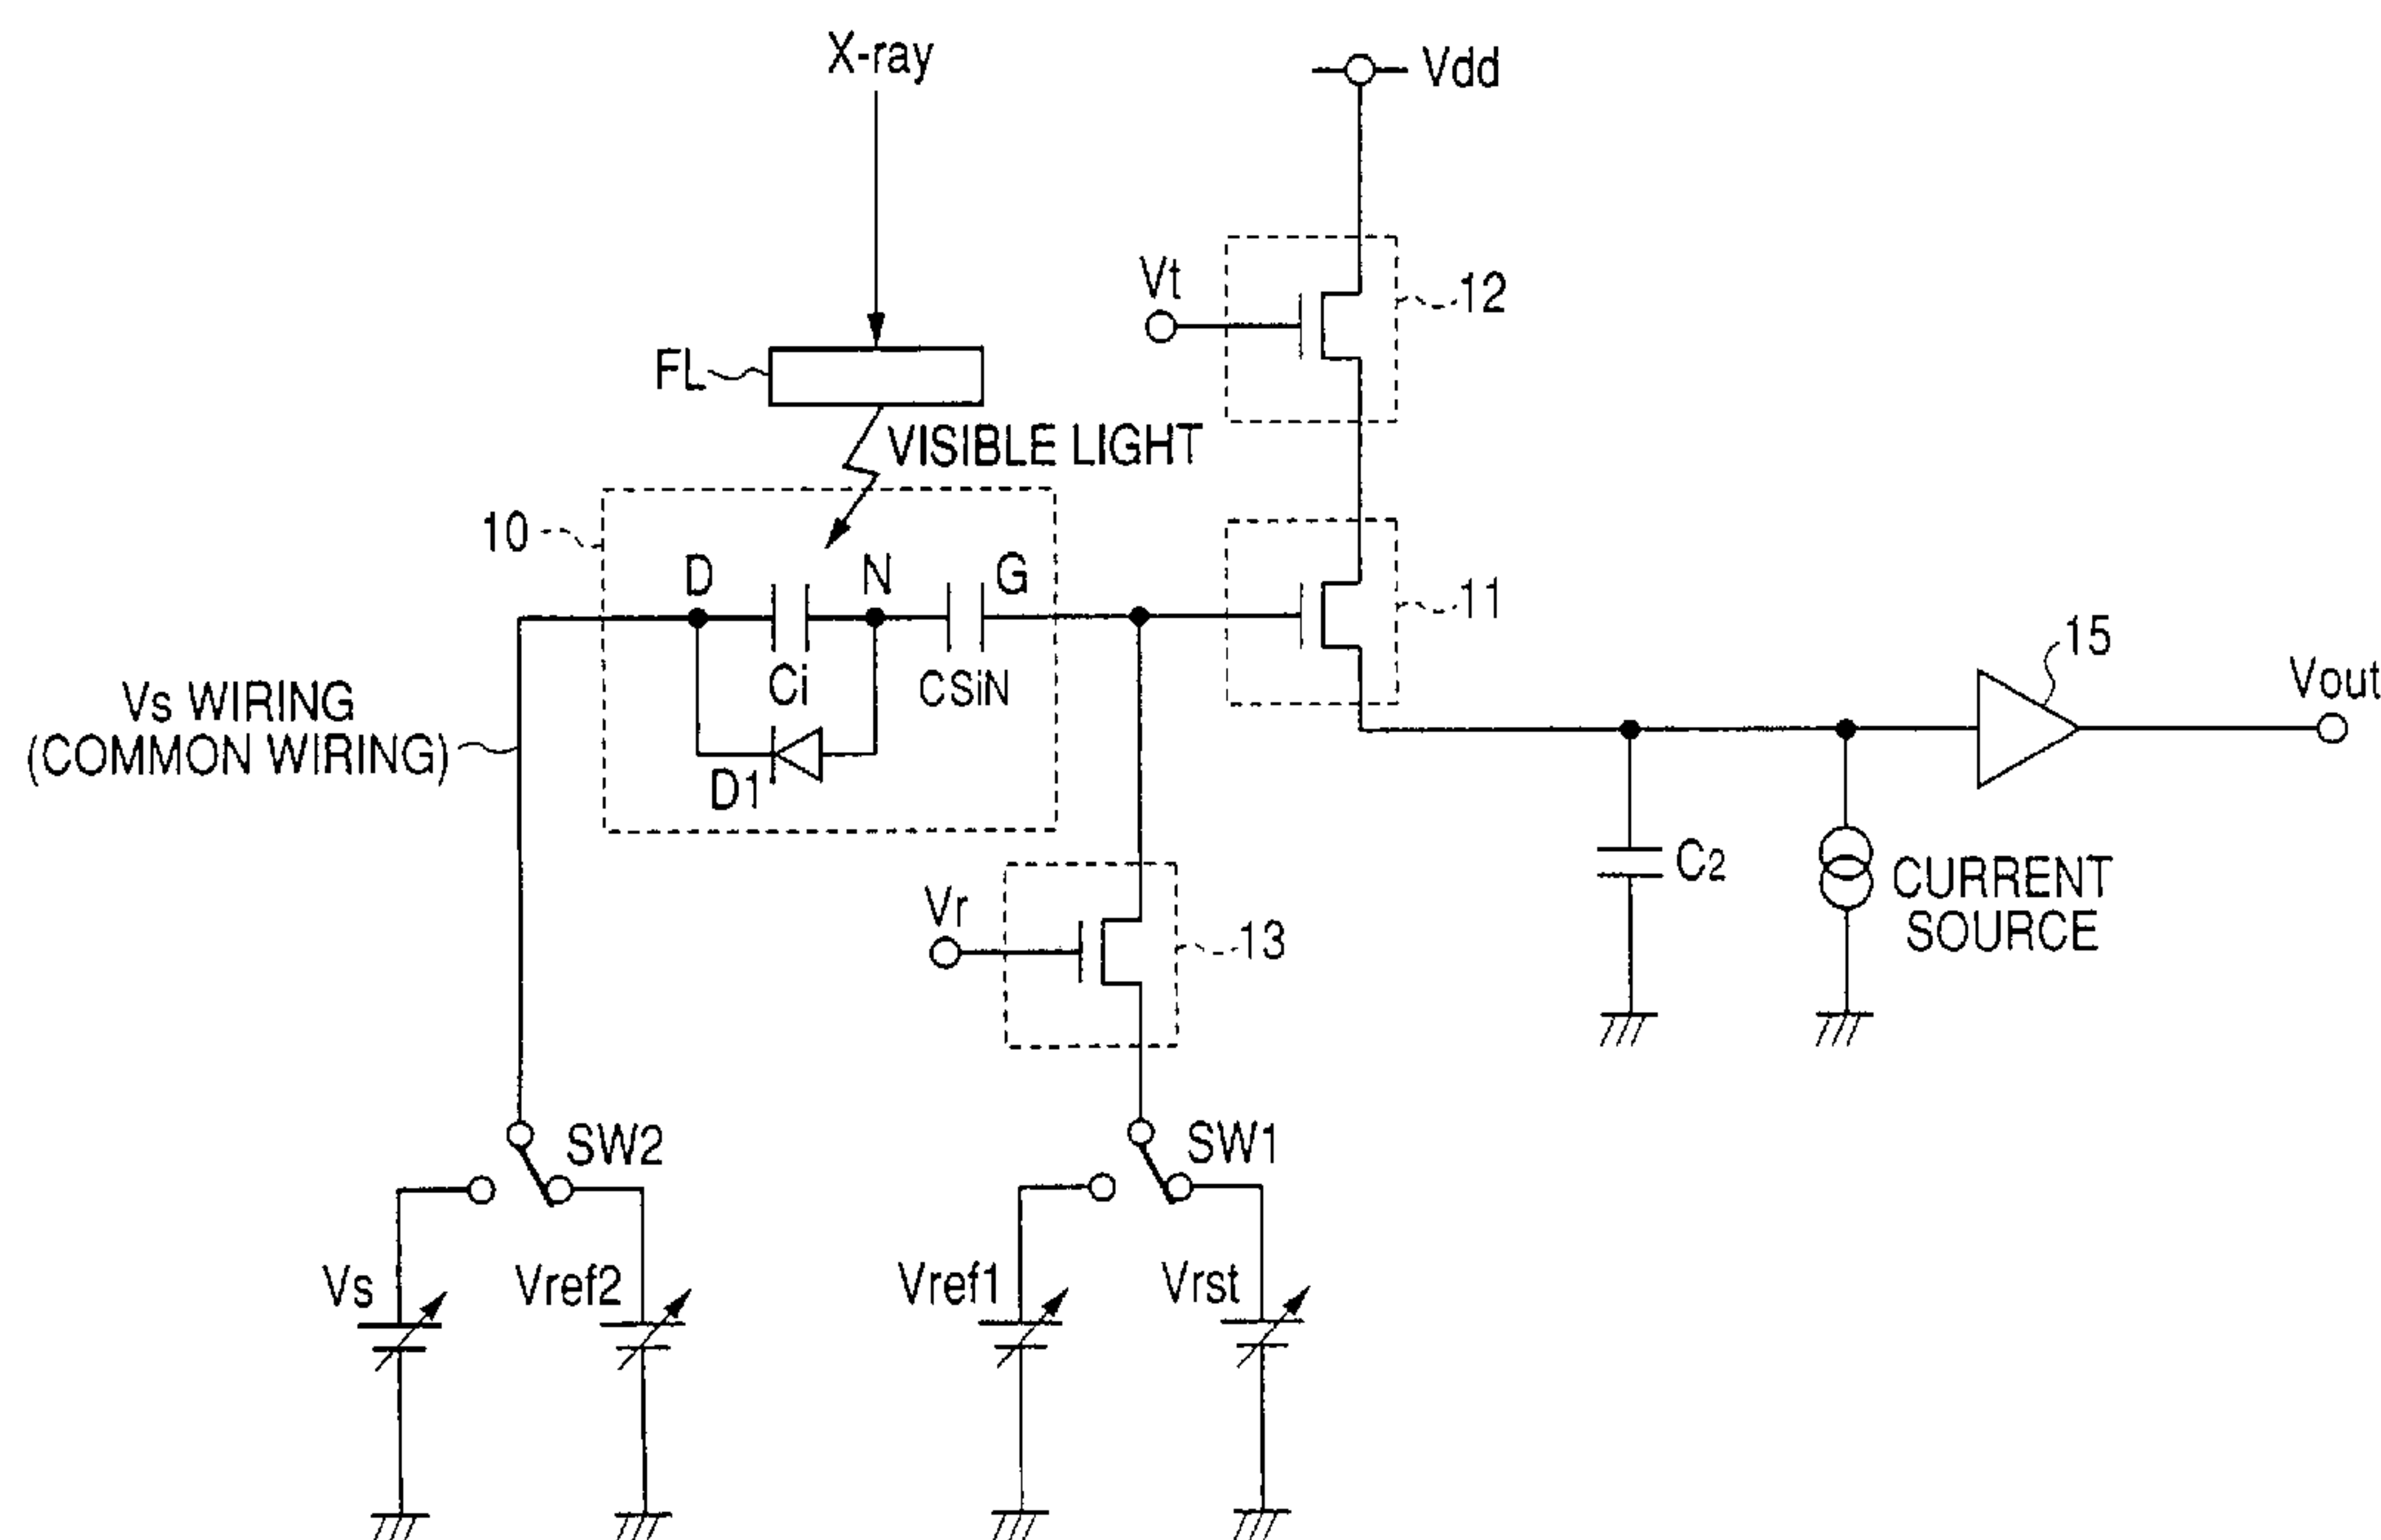 X-ray
Vdd
Vt
12
FL
VISIBLE LIGHT
10
D
N
G
11
Ci
CSiN
15
Vout
Vs WIRING
(COMMON WIRING)
D1
C2
CURRENT
SOURCE
Vr
13
SW2
SW1
Vs
Vref2
Vref1
Vrst